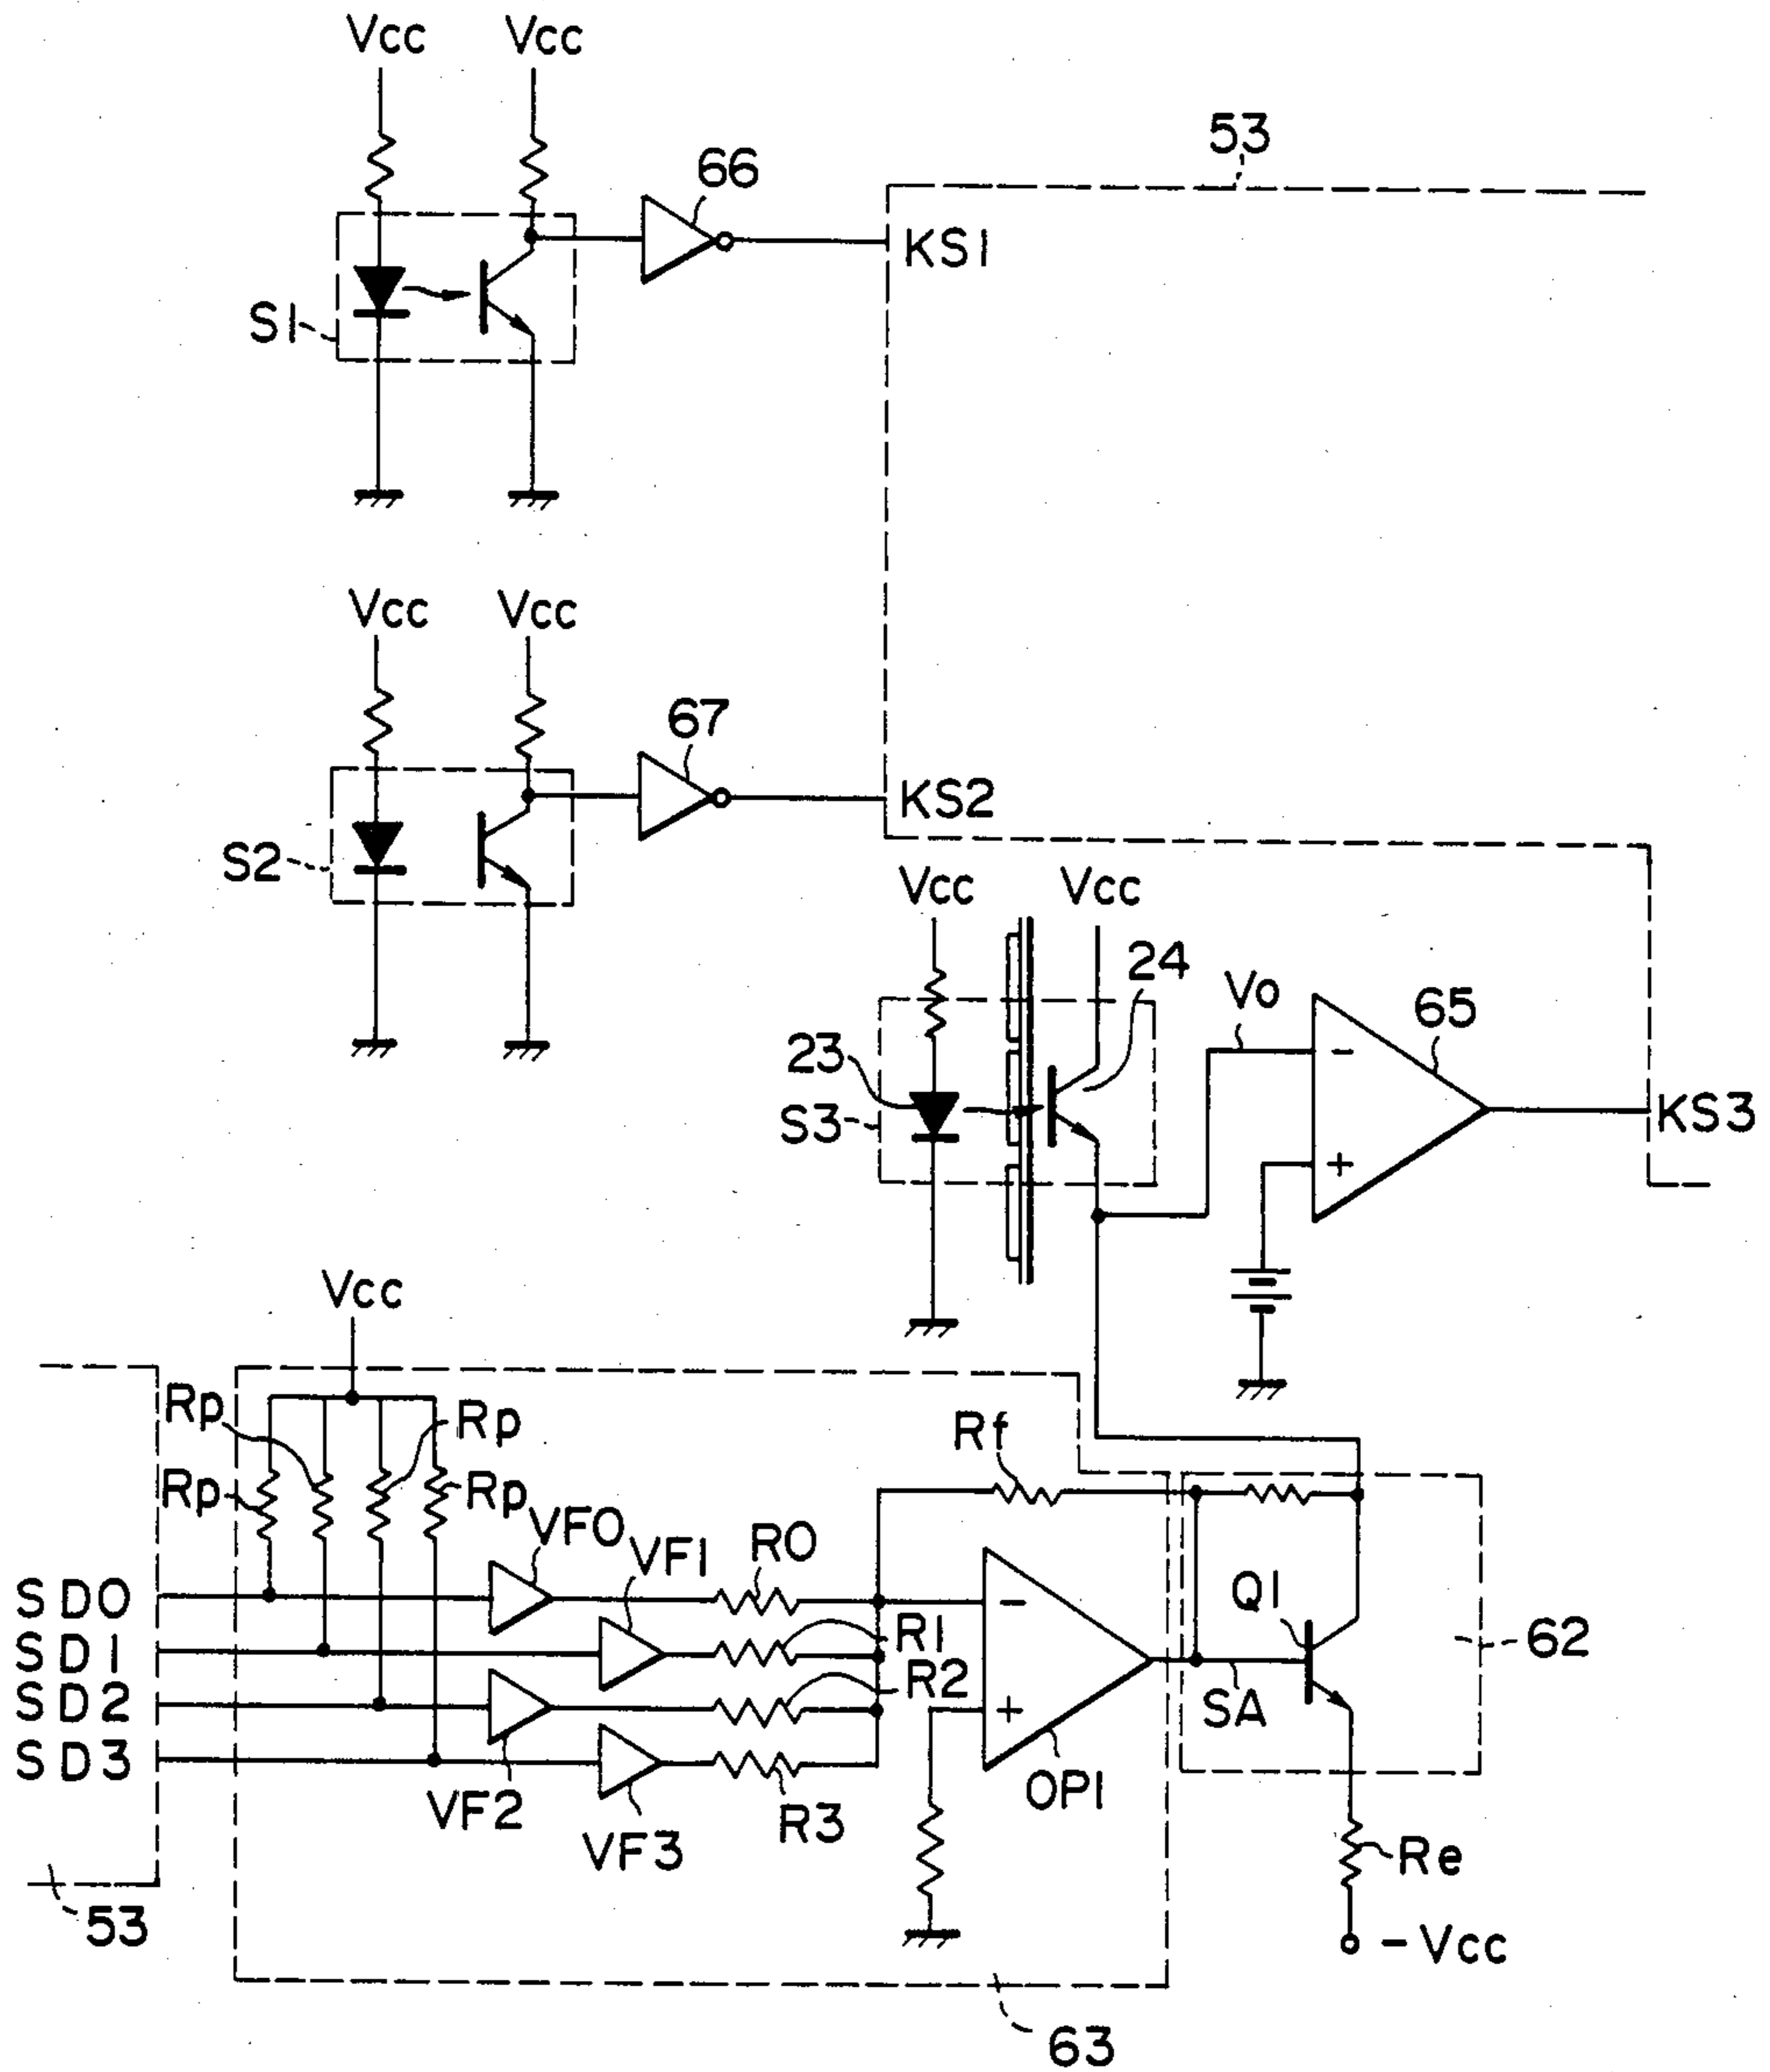 Vcc Vcc
53
66
KS1
S1
Vcc Vcc
67
KS2
S2
Vcc Vcc
24
Vo
65
23
-
S3
KS3
+
Vcc
Rp
Rp
Rf
Rp
Rp
VF0
VF1
R0
SD0
-
Q1
R1
62
SD1
R2
SD2
+
SA
SD3
OP1
VF2
R3
VF3
Re
53
-Vcc
63